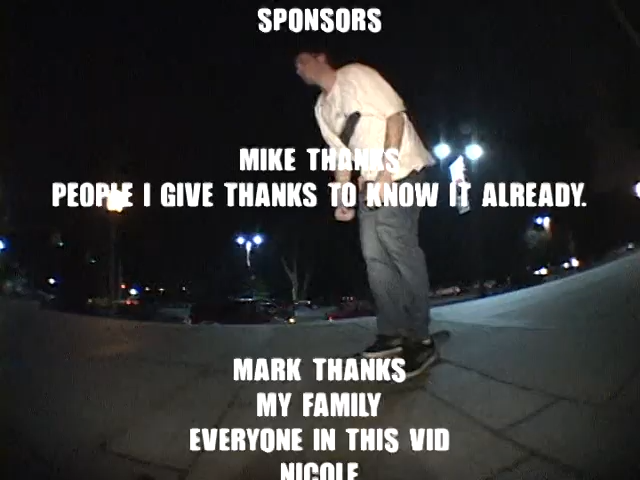 SPONSORS
MIKE THANKS
PEOPLE I GIVE THANKS TO KNOW IT ALREADY.
MARK THANKS
MY FAMILY
EVERYONE IN THIS VID
NICOLE